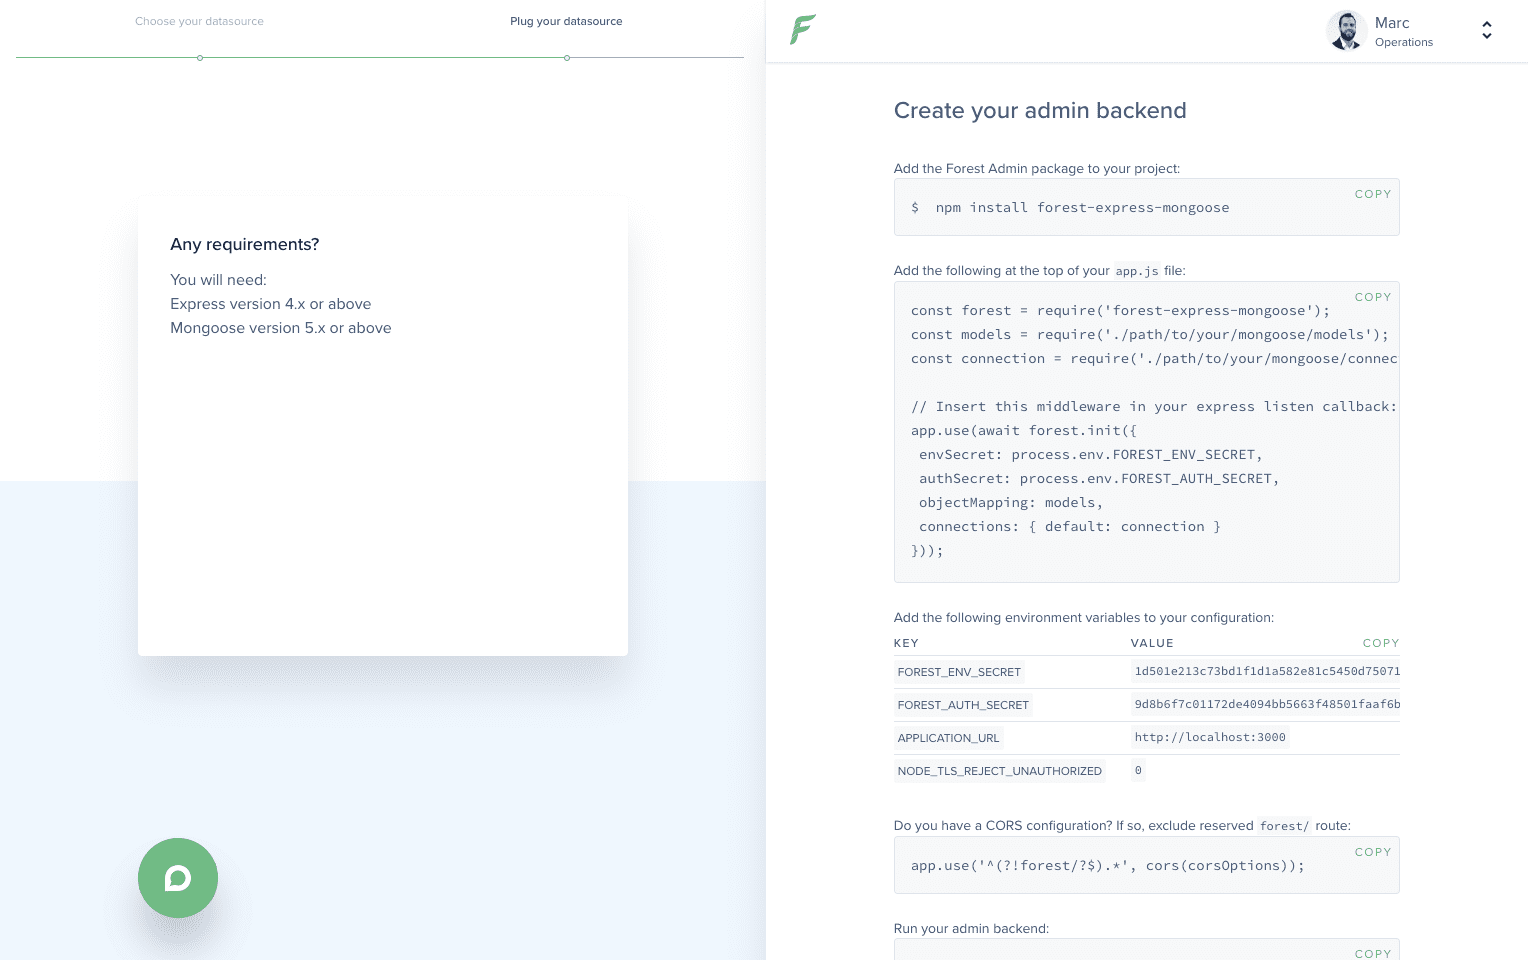 Choose your datasource
Plug your datasource
Any requirements?
You will need:
Express version 4.x or above
Mongoose version 5.x or above
Marc
Operations
Create your admin backend
Add the Forest Admin package to your project:
COPY
$  npm install forest-express-mongoose
Add the following at the top of your app.js file:
COPY
const forest = require('forest-express-mongoose');
const models = require('./path/to/your/mongoose/models');
const connection = require('./path/to/your/mongoose/connec
// Insert this middleware in your express listen callback:
app.use(await forest.init({
 envSecret: process.env.FOREST_ENV_SECRET,
 authSecret: process.env.FOREST_AUTH_SECRET,
 objectMapping: models,
 connections: { default: connection }
}));
Add the following environment variables to your configuration:
KEY VALUE COPY
FOREST_ENV_SECRET 1d501e213c73bd1f1d1a582e81c5450d75071
FOREST_AUTH_SECRET 9d8b6f7c01172de4094bb5663f48501faaf6b
APPLICATION_URL http://localhost:3000
NODE_TLS_REJECT_UNAUTHORIZED 0
Do you have a CORS configuration? If so, exclude reserved forest/ route:
COPY
app.use('^(?!forest/?$).*', cors(corsOptions));
Run your admin backend:
COPY